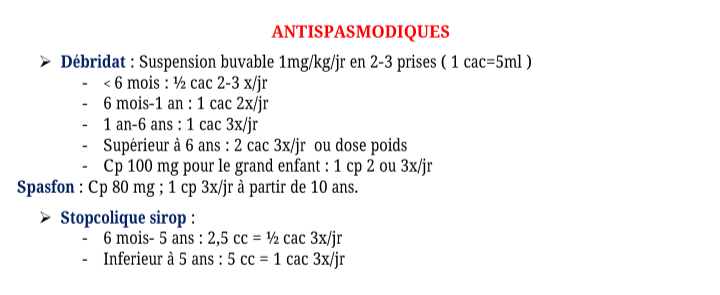 ANTISPASMODIQUES
➢ Débridat : Suspension buvable 1mg/kg/jr en 2-3 prises ( 1 cac=5ml )
- < 6 mois : ½ cac 2-3 x/jr
- 6 mois-1 an : 1 cac 2x/jr
- 1 an-6 ans : 1 cac 3x/jr
- Supérieur à 6 ans : 2 cac 3x/jr ou dose poids
- Cp 100 mg pour le grand enfant : 1 cp 2 ou 3x/jr
Spasfon : Cp 80 mg ; 1 cp 3x/jr à partir de 10 ans.
➢ Stopcolique sirop :
- 6 mois- 5 ans : 2,5 cc = ½ cac 3x/jr
- Inferieur à 5 ans : 5 cc = 1 cac 3x/jr